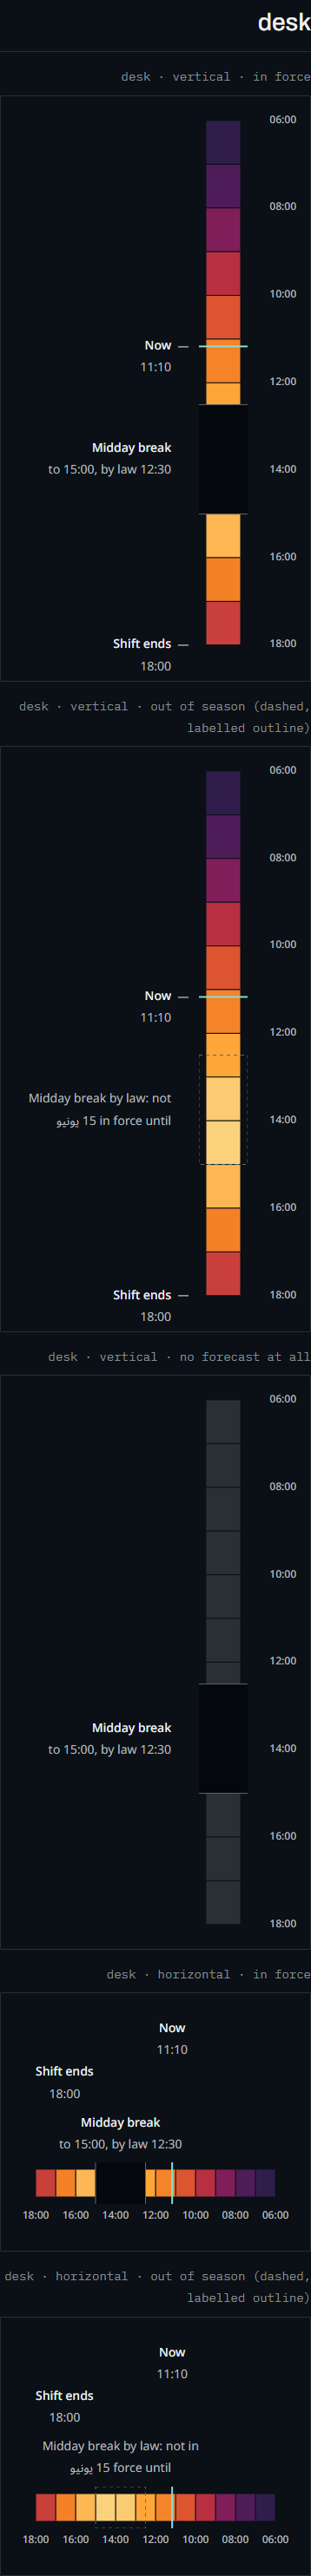 desk
desk · vertical · in force
06:00
08:00
10:00
Now
11:10
12:00
Midday break
to 15:00, by law 12:30
14:00
16:00
Shift ends
18:00
18:00
desk · vertical · out of season (dashed,
labelled outline)
06:00
08:00
10:00
Now
11:10
12:00
Midday break by law: not
يونيو 15 in force until
14:00
16:00
Shift ends
18:00
18:00
desk · vertical · no forecast at all
06:00
08:00
10:00
12:00
Midday break
to 15:00, by law 12:30
14:00
16:00
18:00
desk · horizontal · in force
Now
11:10
Shift ends
18:00
Midday break
to 15:00, by law 12:30
18:00 16:00 14:00 12:00 10:00 08:00 06:00
desk · horizontal · out of season (dashed,
labelled outline)
Now
11:10
Shift ends
18:00
Midday break by law: not in
يونيو 15 force until
18:00 16:00 14:00 12:00 10:00 08:00 06:00